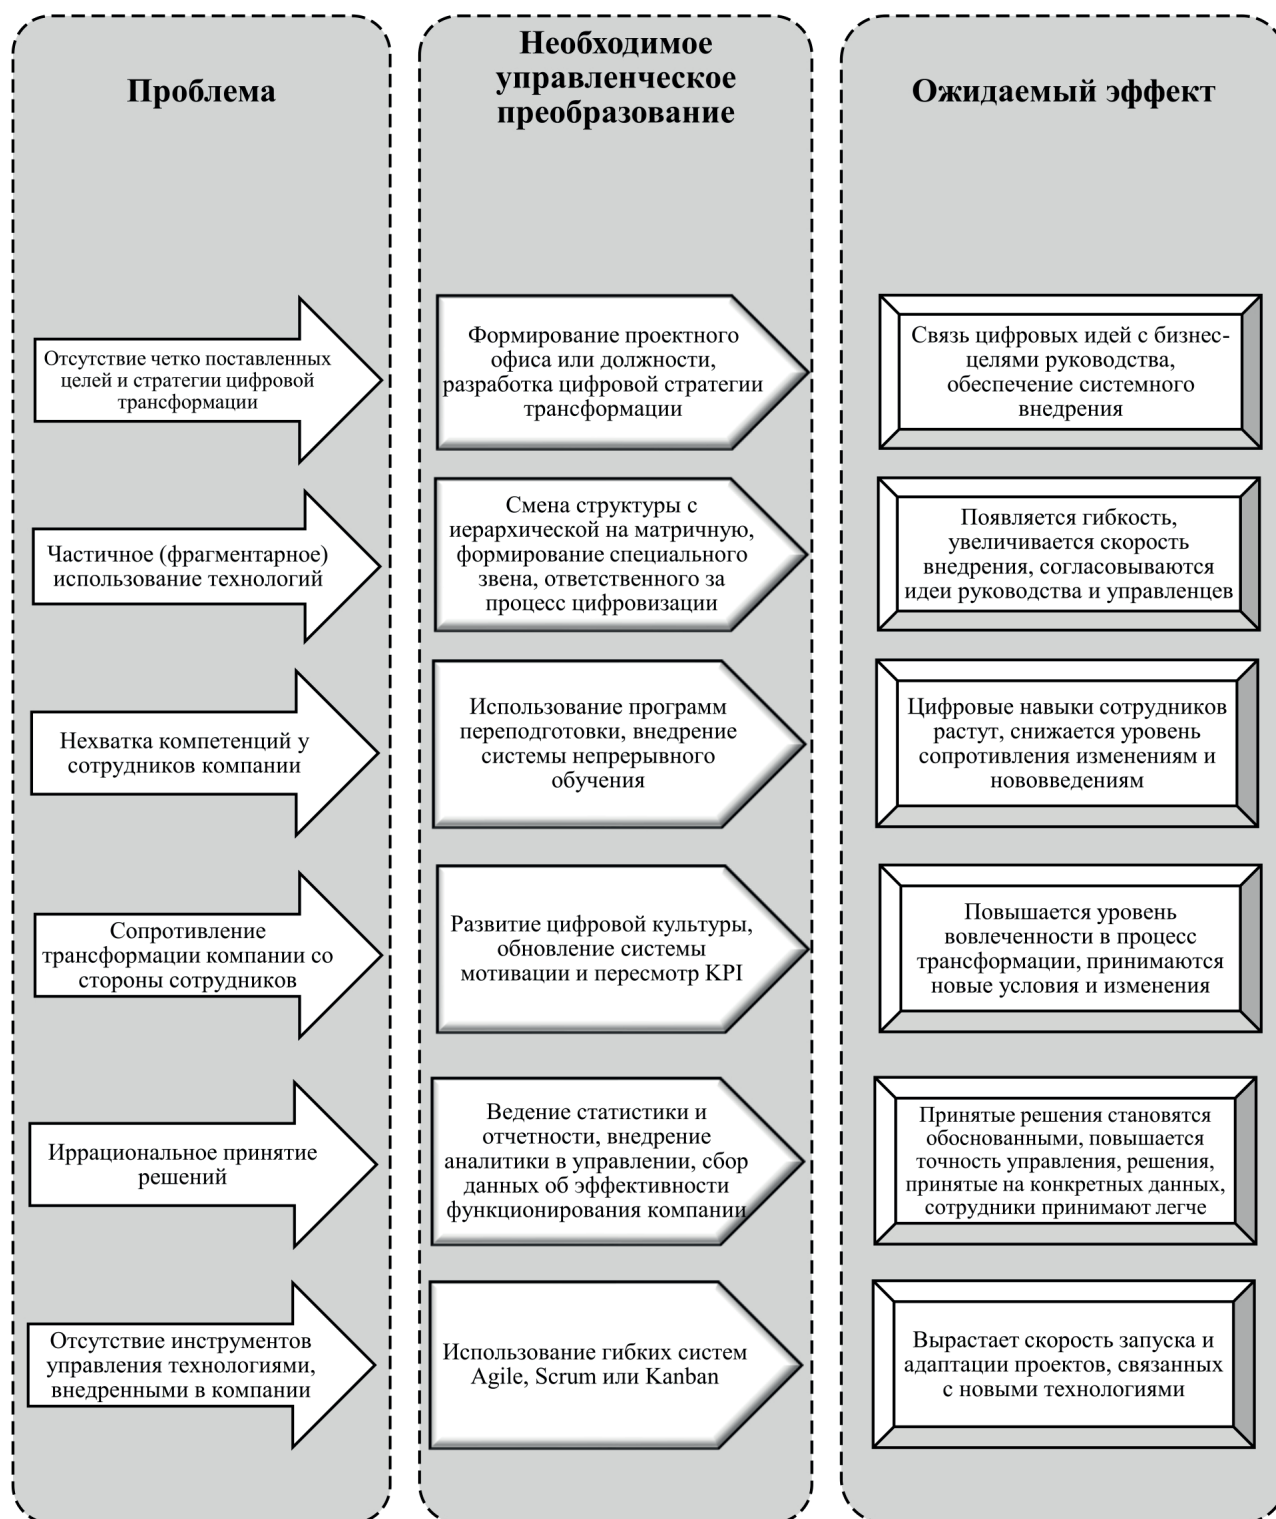 Проблема
Необходимое
управленческое
преобразование
Ожидаемый эффект
Отсутствие четко поставленных
целей и стратегии цифровой
трансформации
Формирование проектного
офиса или должности,
разработка цифровой стратегии
трансформации
Связь цифровых идей с бизнес-
целями руководства,
обеспечение системного
внедрения
Частичное (фрагментарное)
использование технологий
Смена структуры с
иерархической на матричную,
формирование специального
звена, ответственного за
процесс цифровизации
Появляется гибкость,
увеличивается скорость
внедрения, согласовываются
идеи руководства и управленцев
Нехватка компетенций у
сотрудников компании
Использование программ
переподготовки, внедрение
системы непрерывного
обучения
Цифровые навыки сотрудников
растут, снижается уровень
сопротивления изменениям и
нововведениям
Сопротивление
трансформации компании со
стороны сотрудников
Развитие цифровой культуры,
обновление системы
мотивации и пересмотр KPI
Повышается уровень
вовлеченности в процесс
трансформации, принимаются
новые условия и изменения
Иррациональное принятие
решений
Ведение статистики и
отчетности, внедрение
аналитики в управлении, сбор
данных об эффективности
функционирования компании
Принятые решения становятся
обоснованными, повышается
точность управления, решения,
принятые на конкретных данных,
сотрудники принимают легче
Отсутствие инструментов
управления технологиями,
внедренными в компании
Использование гибких систем
Agile, Scrum или Kanban
Вырастает скорость запуска и
адаптации проектов, связанных
с новыми технологиями